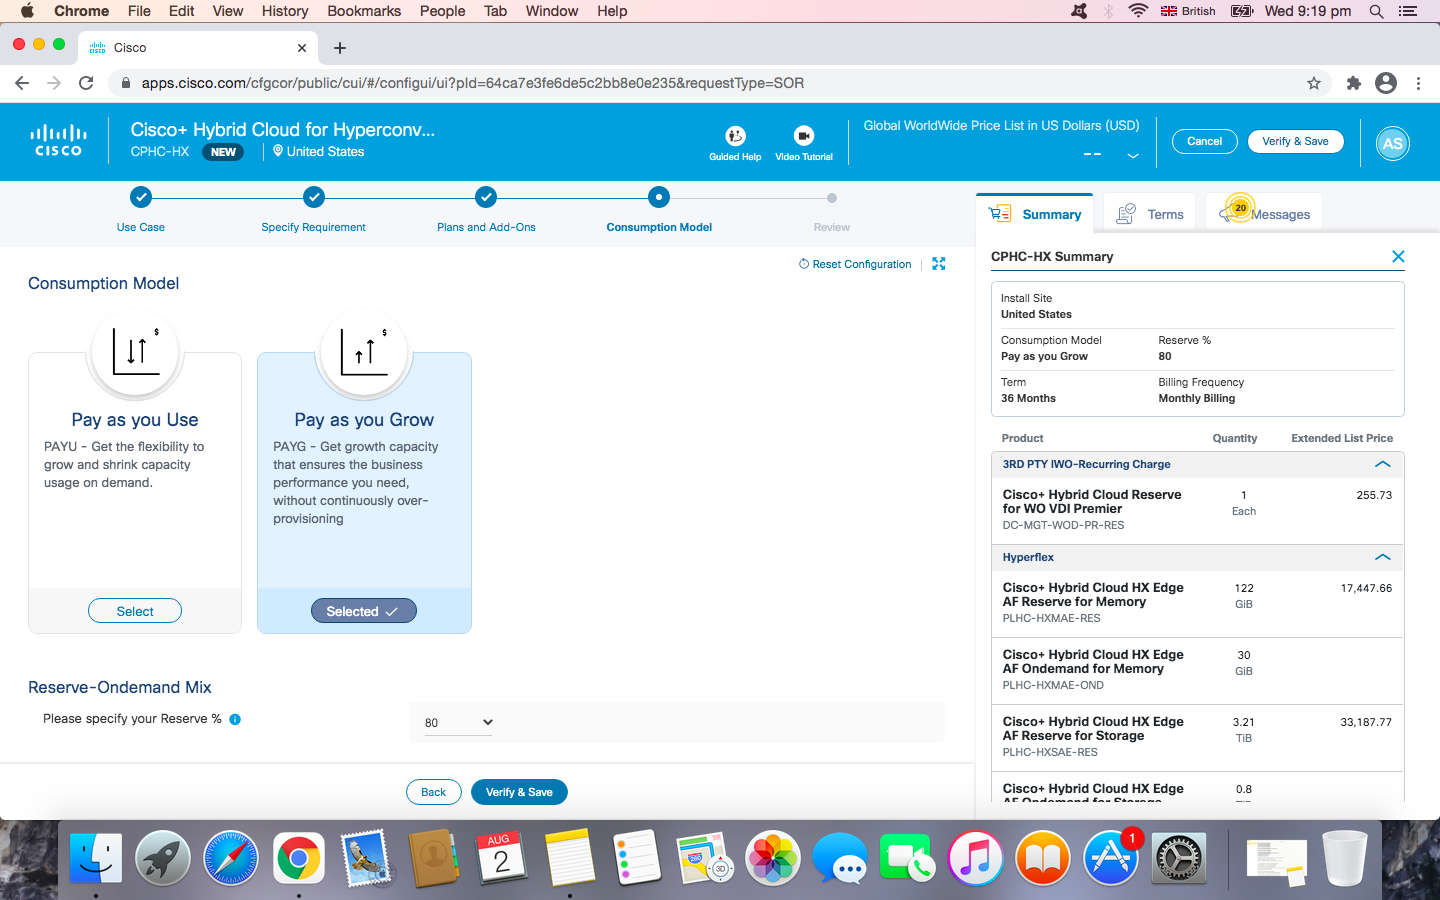 Chrome File Edit View History Bookmarks People Tab Window Help British Wed 9:19 pm
Cisco
apps.cisco.com/cfgcor/public/cui/#/configui/ui?pId=64ca7e3fe6de5c2bb8e0e235&requestType=SOR
CISCO
Cisco+ Hybrid Cloud for Hyperconv...
CPHC-HX NEW United States
Guided Help
Video Tutorial
Global WorldWide Price List in US Dollars (USD)
--
Cancel
Verify & Save
AS
Use Case
Specify Requirement
Plans and Add-Ons
Consumption Model
Review
Summary
Terms
20
Messages
Reset Configuration
Consumption Model
$
Pay as you Use
PAYU - Get the flexibility to
grow and shrink capacity
usage on demand.
Select
$
Pay as you Grow
PAYG - Get growth capacity
that ensures the business
performance you need,
without continuously over-
provisioning
Selected
Reserve-Ondemand Mix
Please specify your Reserve %
80
Back
Verify & Save
CPHC-HX Summary
Install Site
United States
Consumption Model Reserve %
Pay as you Grow 80
Term Billing Frequency
36 Months Monthly Billing
Product Quantity Extended List Price
3RD PTY IWO-Recurring Charge
Cisco+ Hybrid Cloud Reserve 1 255.73
for WO VDI Premier Each
DC-MGT-WOD-PR-RES
Hyperflex
Cisco+ Hybrid Cloud HX Edge 122 17,447.66
AF Reserve for Memory GiB
PLHC-HXMAE-RES
Cisco+ Hybrid Cloud HX Edge 30
AF Ondemand for Memory GiB
PLHC-HXMAE-OND
Cisco+ Hybrid Cloud HX Edge 3.21 33,187.77
AF Reserve for Storage TiB
PLHC-HXSAE-RES
Cisco+ Hybrid Cloud HX Edge 0.8
AF Ondemand for Storage TiB
AUG
2
280
3D
1